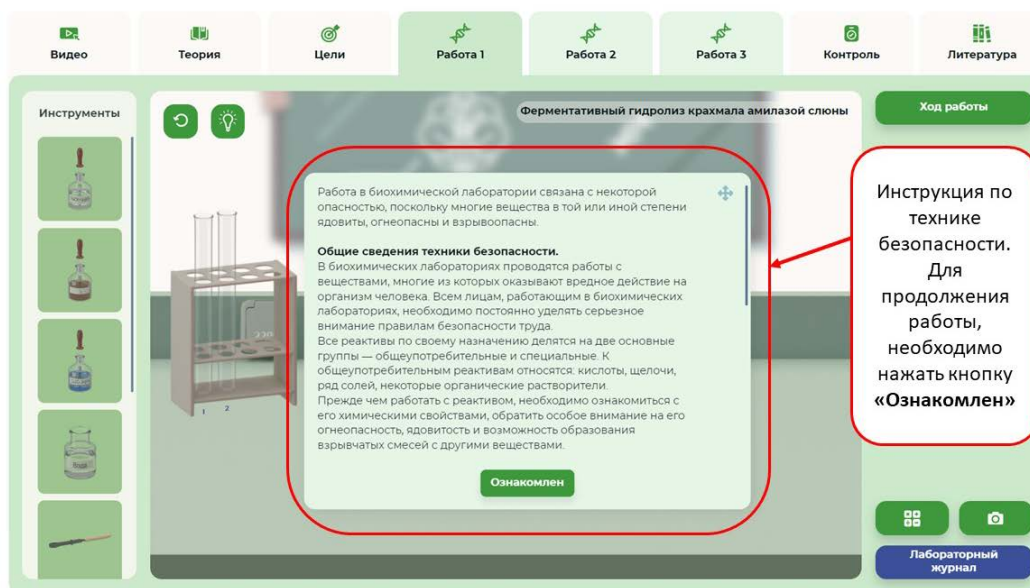 Видео
Теория
Цели
Работа 1
Работа 2
Работа 3
Контроль
Литература
Инструменты
Ферментативный гидролиз крахмала амилазой слюны
Ход работы
Работа в биохимической лаборатории связана с некоторой
опасностью, поскольку многие вещества в той или иной степени
ядовиты, огнеопасны и взрывоопасны.
Общие сведения техники безопасности.
В биохимических лабораториях проводятся работы с
веществами, многие из которых оказывают вредное действие на
организм человека. Всем лицам, работающим в биохимических
лабораториях, необходимо постоянно уделять серьезное
внимание правилам безопасности труда.
Все реактивы по своему назначению делятся на две основные
группы — общеупотребительные и специальные. К
общеупотребительным реактивам относятся: кислоты, щелочи,
ряд солей, некоторые органические растворители.
Прежде чем работать с реактивом, необходимо ознакомиться с
его химическими свойствами, обратить особое внимание на его
огнеопасность, ядовитость и возможность образования
взрывчатых смесей с другими веществами.
Ознакомлен
1 2
Инструкция по
технике
безопасности.
Для
продолжения
работы,
необходимо
нажать кнопку
«Ознакомлен»
Лабораторный
журнал